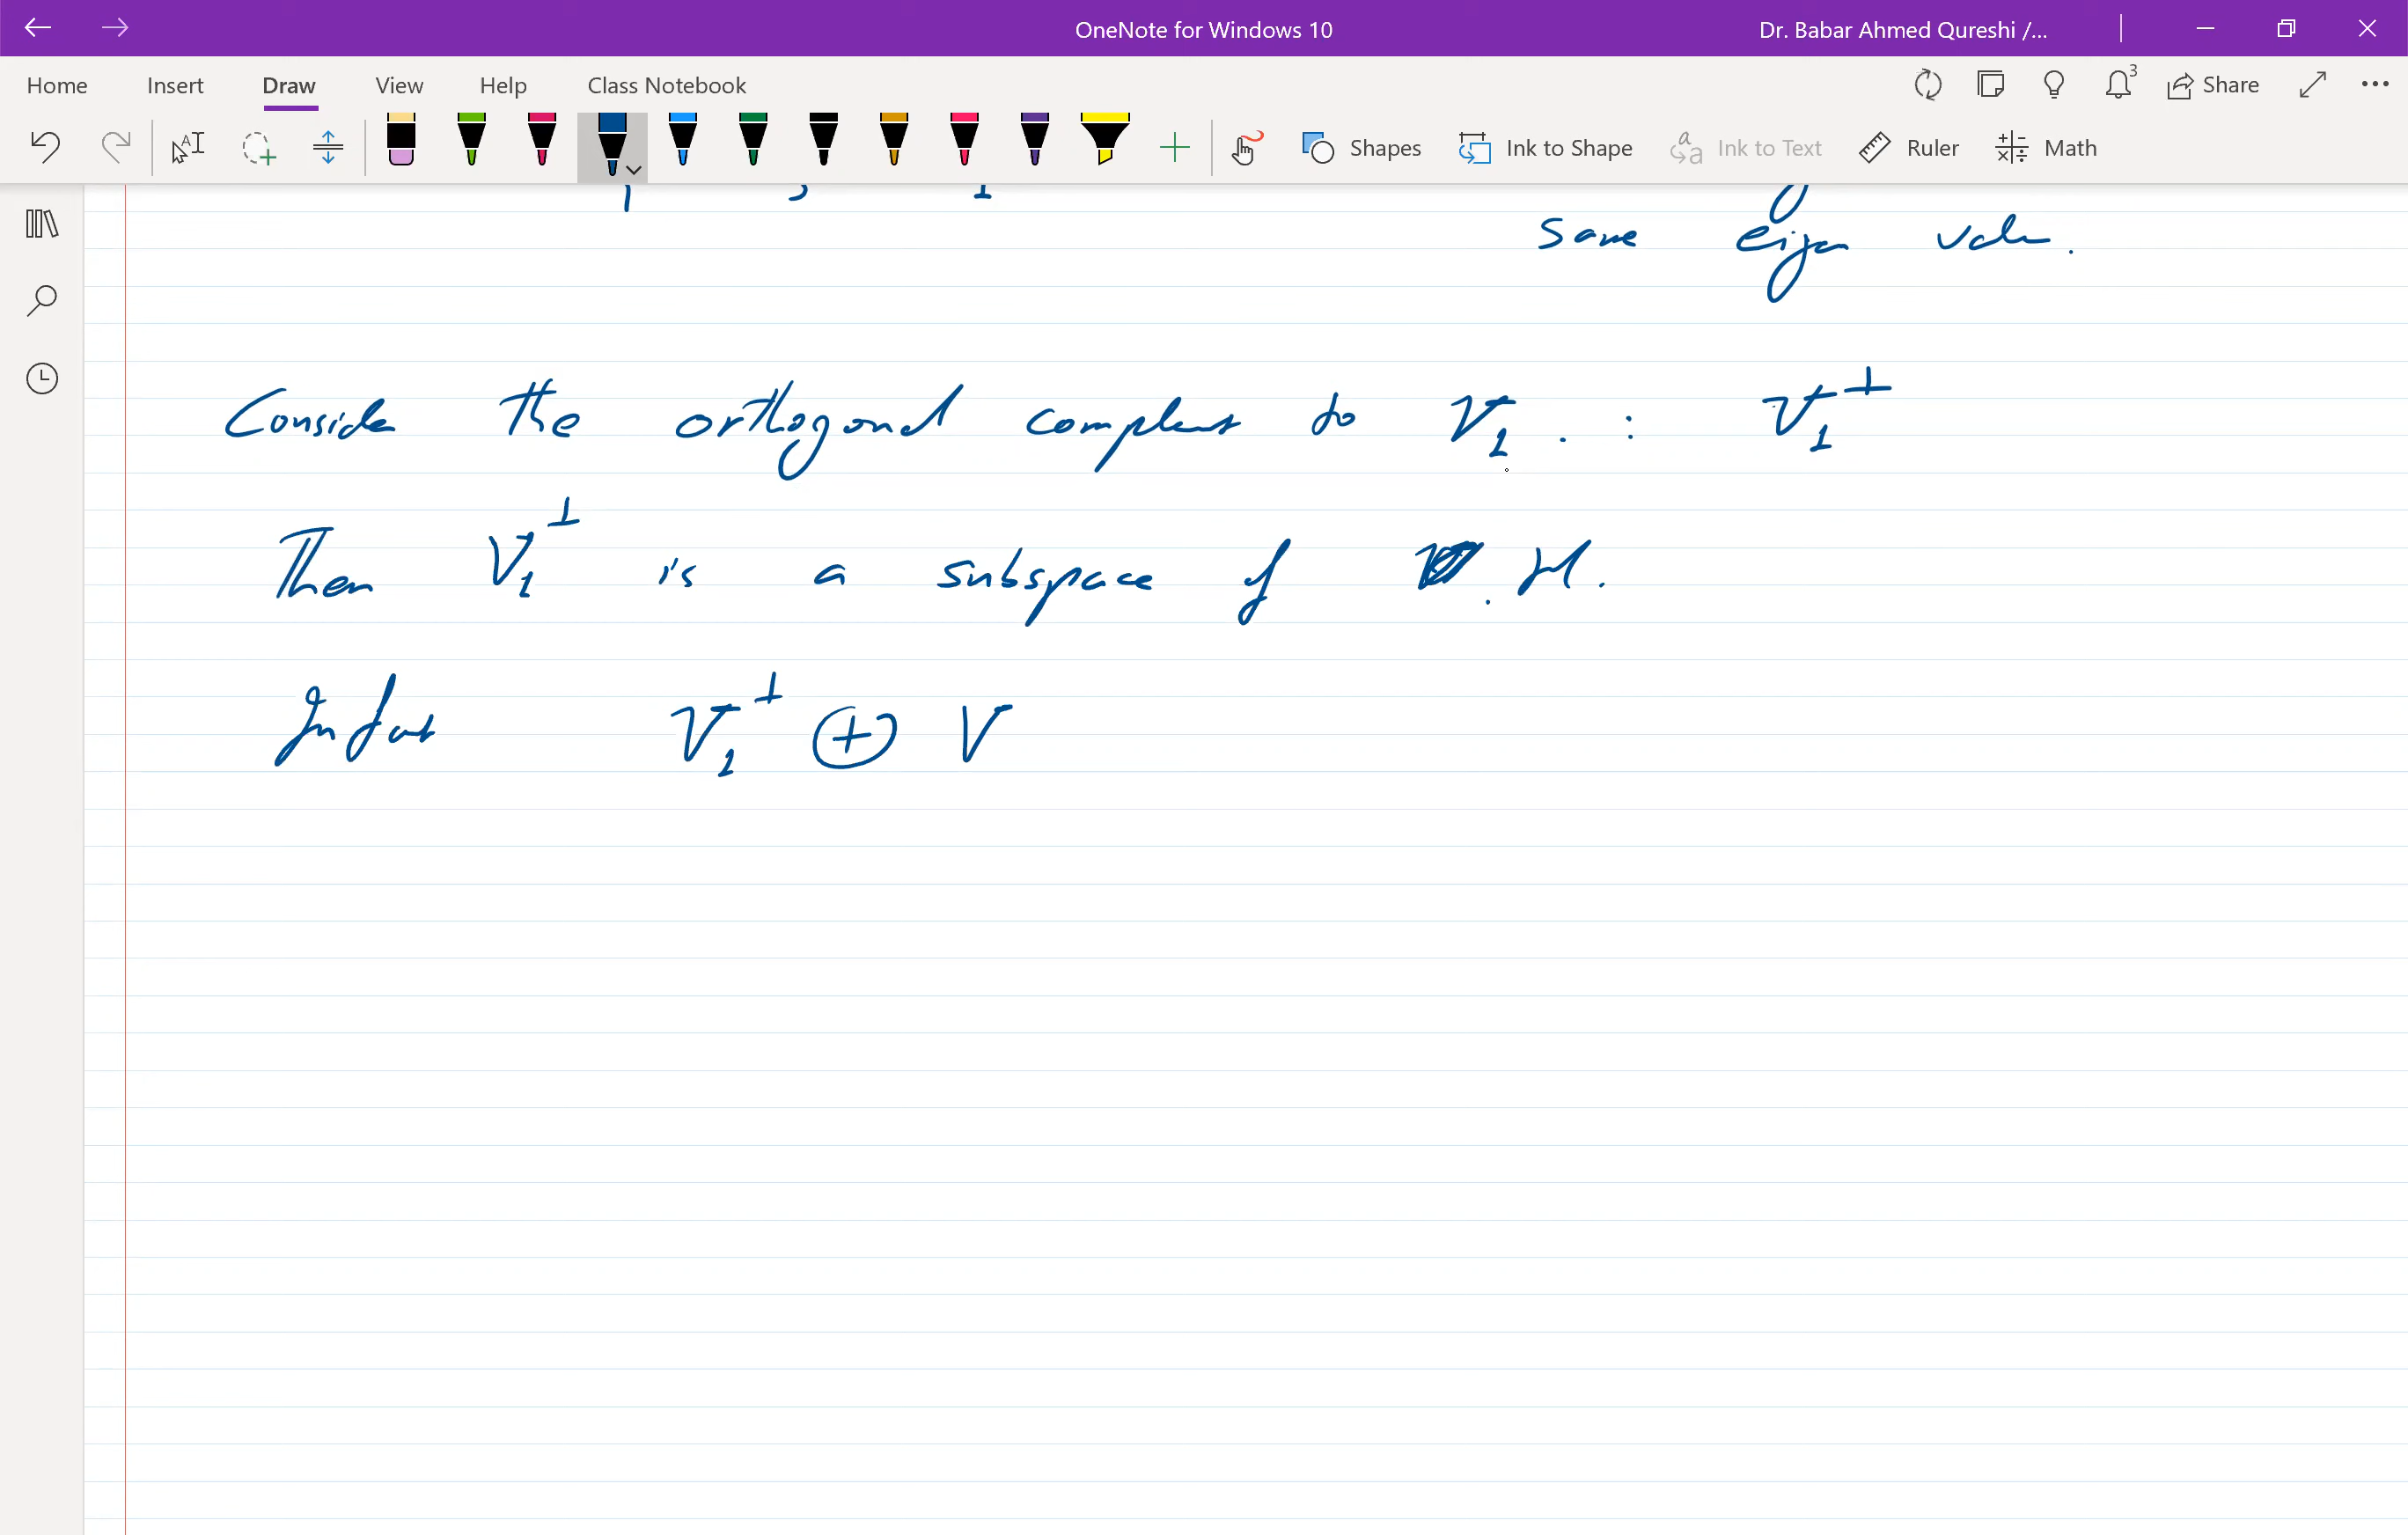 OneNote for Windows 10 Dr. Babar Ahmed Qureshi /...
Home Insert Draw View Help Class Notebook 3 Share
Shapes Ink to Shape Ink to Text Ruler Math
same eigen value.
Consider the orthogonal complement to V₁. : V₁^⊥
Then V₁^⊥ is a subspace of H.
In fact V₁^⊥ ⊕ V